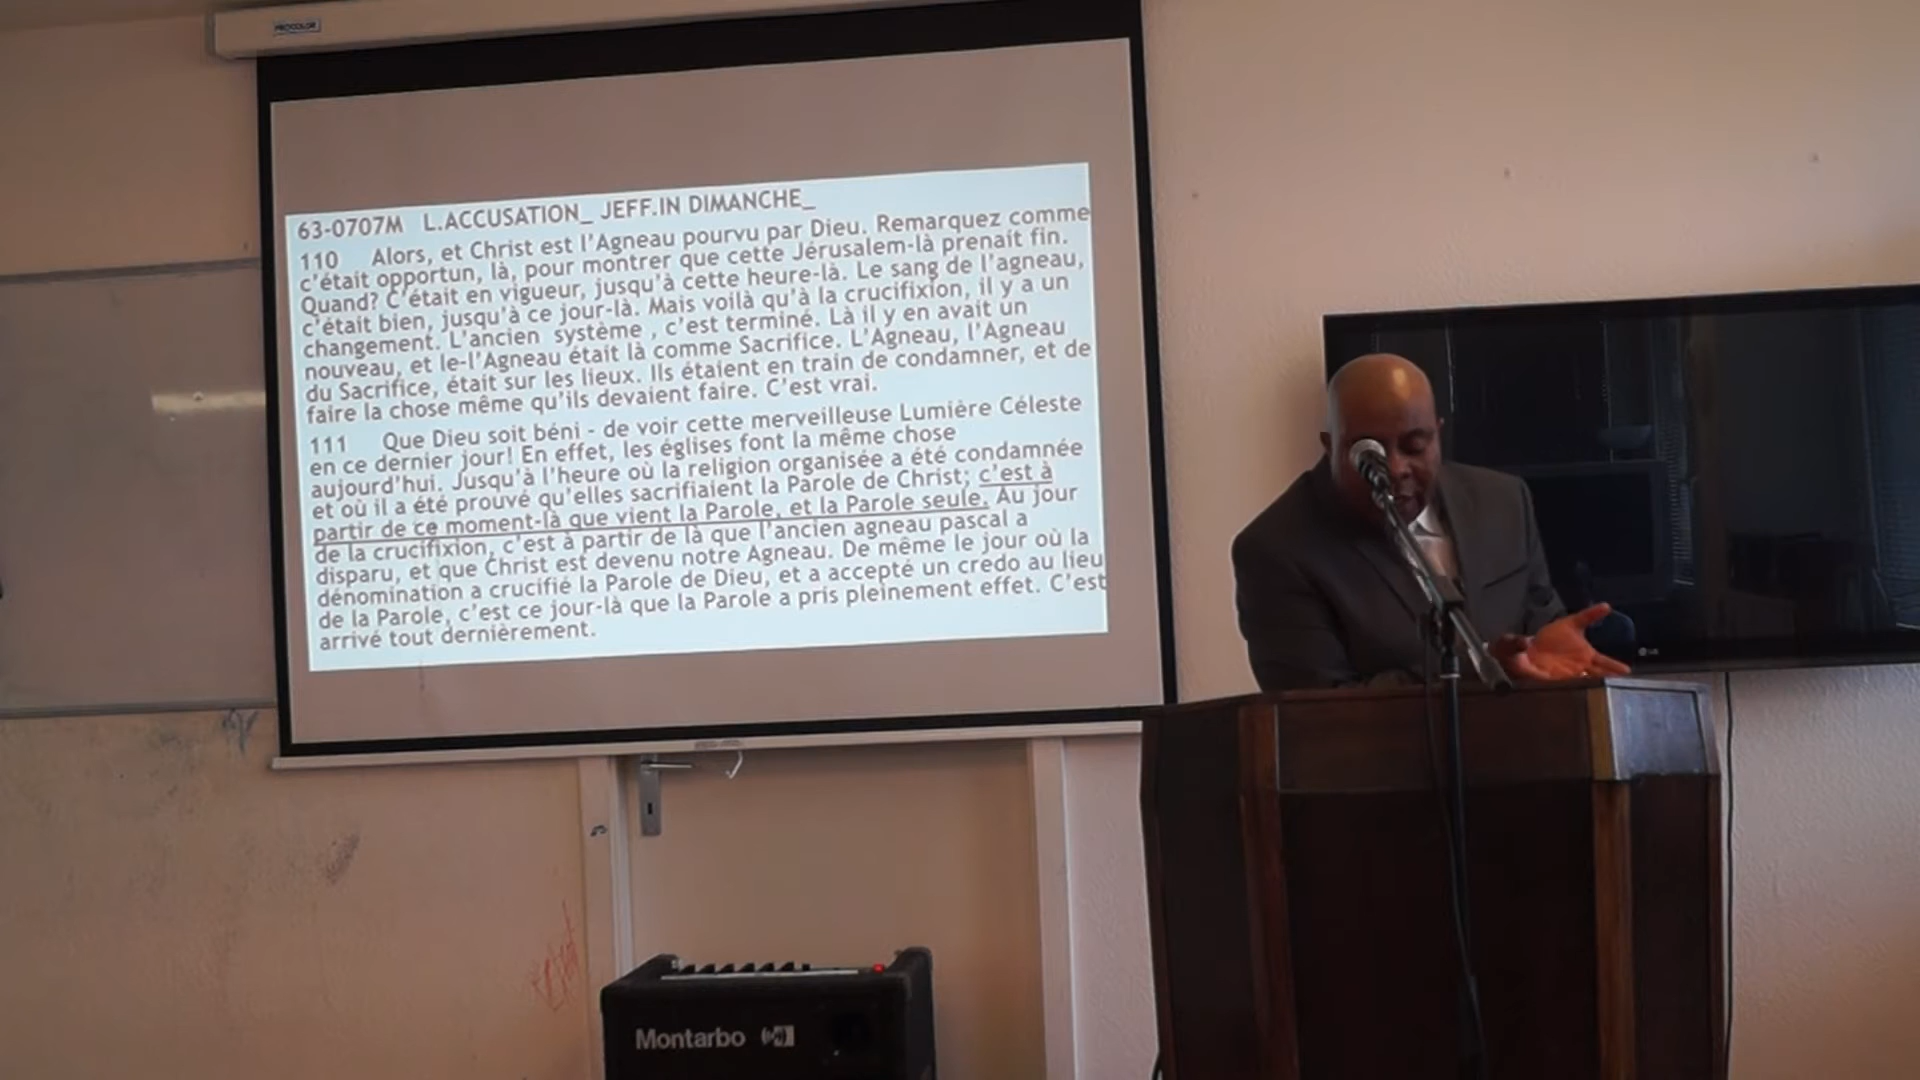 PROCOLOR
63-0707M L.ACCUSATION_ JEFF.IN DIMANCHE_
110 Alors, et Christ est l'Agneau pourvu par Dieu. Remarquez comme
c'était opportun, là, pour montrer que cette Jérusalem-là prenait fin.
Quand? C'était en vigueur, jusqu'à cette heure-là. Le sang de l'agneau,
c'était bien, jusqu'à ce jour-là. Mais voilà qu'à la crucifixion, il y a un
changement. L'ancien système , c'est terminé. Là il y en avait un
nouveau, et le-l'Agneau était là comme Sacrifice. L'Agneau, l'Agneau
du Sacrifice, était sur les lieux. Ils étaient en train de condamner, et de
faire la chose même qu'ils devaient faire. C'est vrai.
111 Que Dieu soit béni - de voir cette merveilleuse Lumière Céleste
en ce dernier jour! En effet, les églises font la même chose
aujourd'hui. Jusqu'à l'heure où la religion organisée a été condamnée
et où il a été prouvé qu'elles sacrifiaient la Parole de Christ; c'est à
partir de ce moment-là que vient la Parole, et la Parole seule. Au jour
de la crucifixion, c'est à partir de là que l'ancien agneau pascal a
disparu, et que Christ est devenu notre Agneau. De même le jour où la
dénomination a crucifié la Parole de Dieu, et a accepté un credo au lieu
de la Parole, c'est ce jour-là que la Parole a pris pleinement effet. C'est
arrivé tout dernièrement.
LG
Montarbo